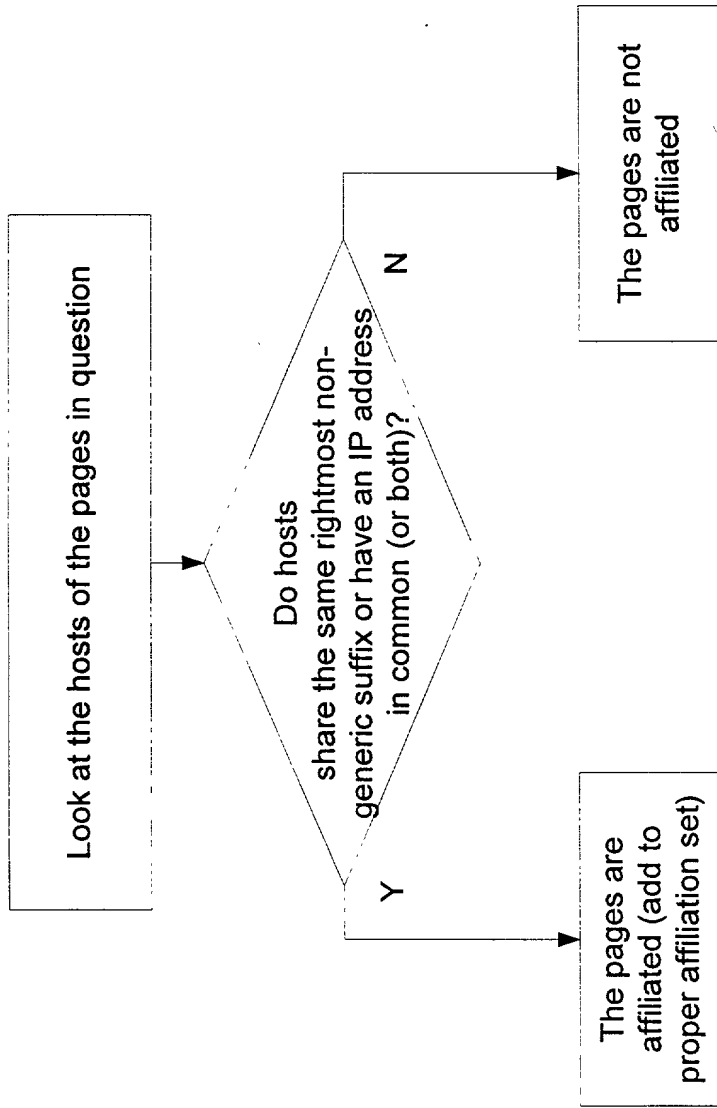 Look at the hosts of the pages in question
Do hosts
share the same rightmost non-
generic suffix or have an IP address
in common (or both)?
Y
N
The pages are
affiliated (add to
proper affiliation set)
The pages are not
affiliated